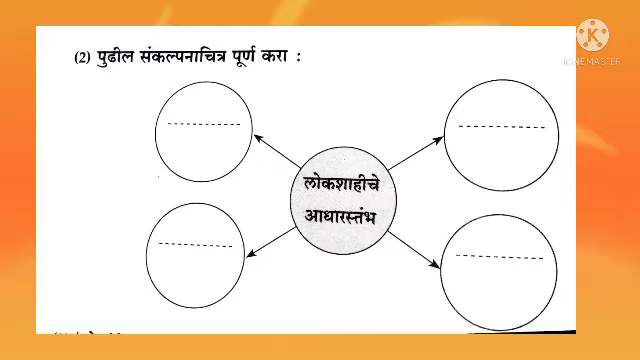 (2) पुढील संकल्पनाचित्र पूर्ण करा :
लोकशाहीचे
आधारस्तंभ
K
KINEMASTER